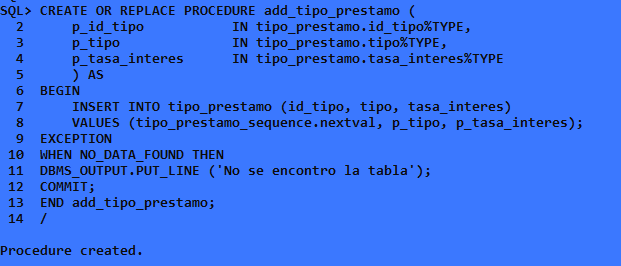 SQL> CREATE OR REPLACE PROCEDURE add_tipo_prestamo (
  2      p_id_tipo          IN tipo_prestamo.id_tipo%TYPE,
  3      p_tipo             IN tipo_prestamo.tipo%TYPE,
  4      p_tasa_interes     IN tipo_prestamo.tasa_interes%TYPE
  5      ) AS
  6  BEGIN
  7      INSERT INTO tipo_prestamo (id_tipo, tipo, tasa_interes)
  8      VALUES (tipo_prestamo_sequence.nextval, p_tipo, p_tasa_interes);
  9  EXCEPTION
 10  WHEN NO_DATA_FOUND THEN
 11  DBMS_OUTPUT.PUT_LINE ('No se encontro la tabla');
 12  COMMIT;
 13  END add_tipo_prestamo;
 14  /
Procedure created.